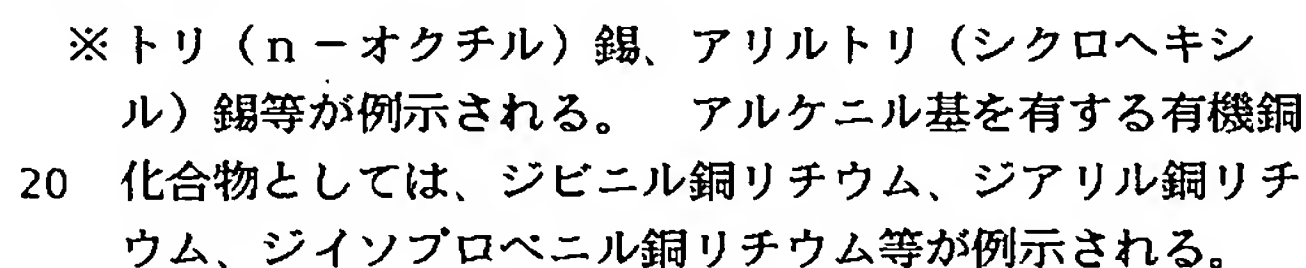 ※トリ（n－オクチル）錫、アリルトリ（シクロヘキシ
ル）錫等が例示される。　アルケニル基を有する有機銅
20　化合物としては、ジビニル銅リチウム、ジアリル銅リチ
ウム、ジイソプロペニル銅リチウム等が例示される。